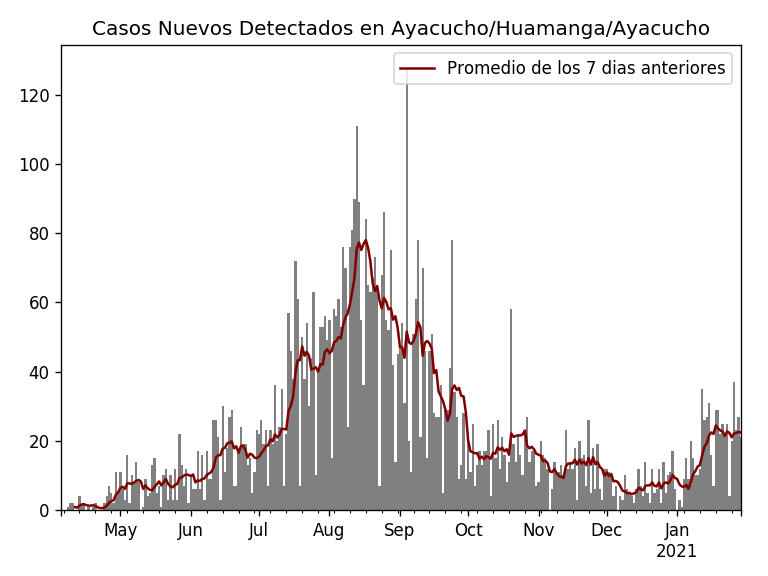 Casos Nuevos Detectados en Ayacucho/Huamanga/Ayacucho
Promedio de los 7 dias anteriores
120
100
80
60
40
20
0
May Jun Jul Aug Sep Oct Nov Dec Jan
2021